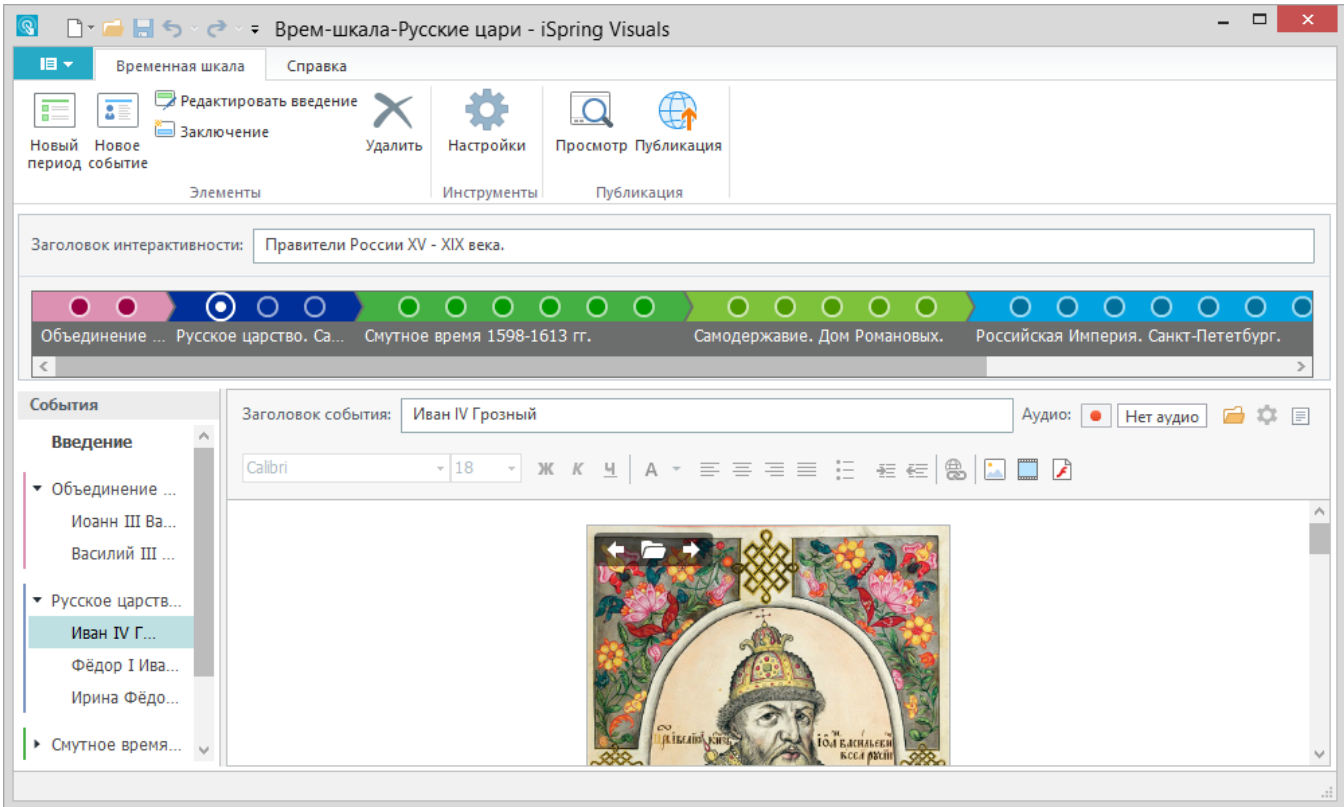 Врем-шкала-Русские цари - iSpring Visuals
Временная шкала
Справка
Новый период
Новое событие
Редактировать введение
Заключение
Удалить
Настройки
Просмотр
Публикация
Элементы
Инструменты
Публикация
Заголовок интерактивности:
Правители России XV - XIX века.
Объединение ...
Русское царство. Са...
Смутное время 1598-1613 гг.
Самодержавие. Дом Романовых.
Российская Империя. Санкт-Пететбург.
События
Введение
Объединение ...
Иоанн III Ва...
Василий III ...
Русское царств...
Иван IV Г...
Фёдор I Ива...
Ирина Фёдо...
Смутное время...
Заголовок события:
Иван IV Грозный
Аудио:
Нет аудио
Calibri
18
Ж К Ч А